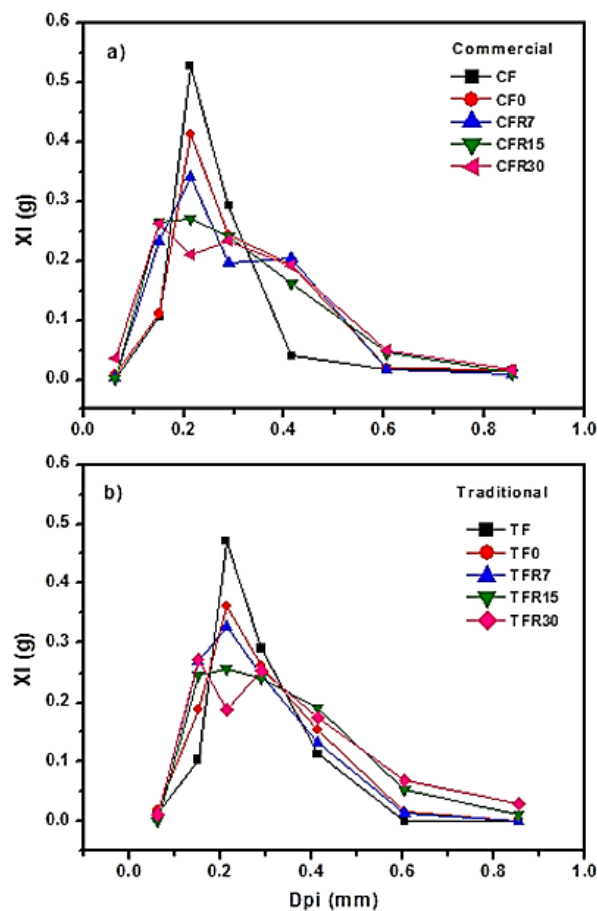 0.6
a)
Commercial
CF
CF0
CFR7
CFR15
CFR30
0.5
0.4
0.3
0.2
0.1
0.0
XI (g)
0.0 0.2 0.4 0.6 0.8 1.0
0.6
b)
Traditional
TF
TF0
TFR7
TFR15
TFR30
0.5
0.4
0.3
0.2
0.1
0.0
XI (g)
0.0 0.2 0.4 0.6 0.8 1.0
Dpi (mm)